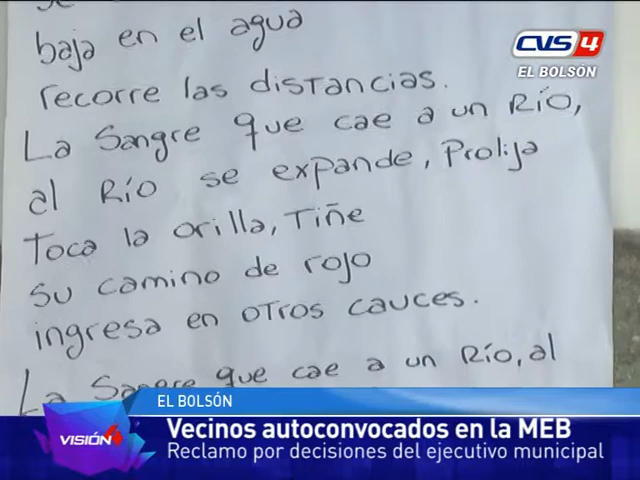 baja en el agua
recorre las distancias.
La Sangre que cae a un Río,
al Río se expande, Prolija
Toca la orilla, Tiñe
su camino de rojo
ingresa en otros cauces.
La Sangre que cae a un Río, al
CVS 4
EL BOLSÓN
EL BOLSÓN
VISIÓN 4
Vecinos autoconvocados en la MEB
Reclamo por decisiones del ejecutivo municipal